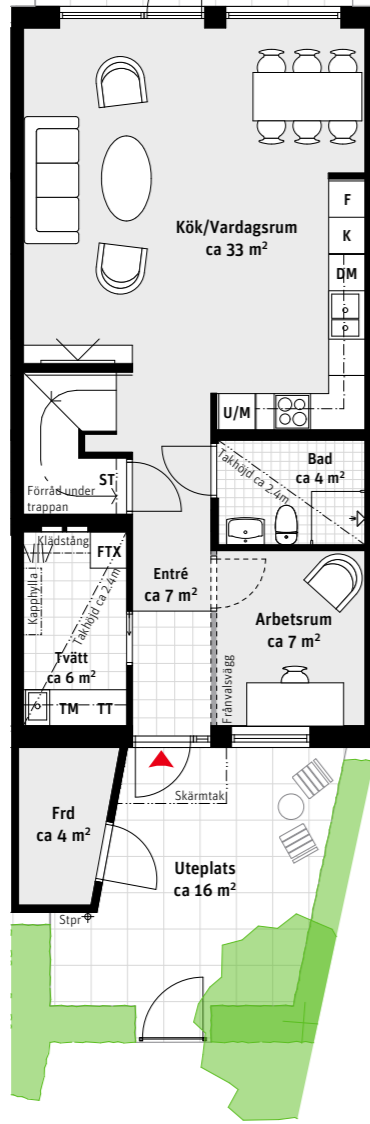 Kök/Vardagsrum
ca 33 m²
F
K
DM
U/M
Bad
ca 4 m²
Takhöjd ca 2.4m
ST
Förråd under
trappan
Klädstång
FTX
Kapphylla
Takhöjd ca 2.4m
Tvätt
ca 6 m²
TM
TT
Entré
ca 7 m²
Arbetsrum
ca 7 m²
Frånvalsvägg
Skärmtak
Frd
ca 4 m²
Uteplats
ca 16 m²
Stpr